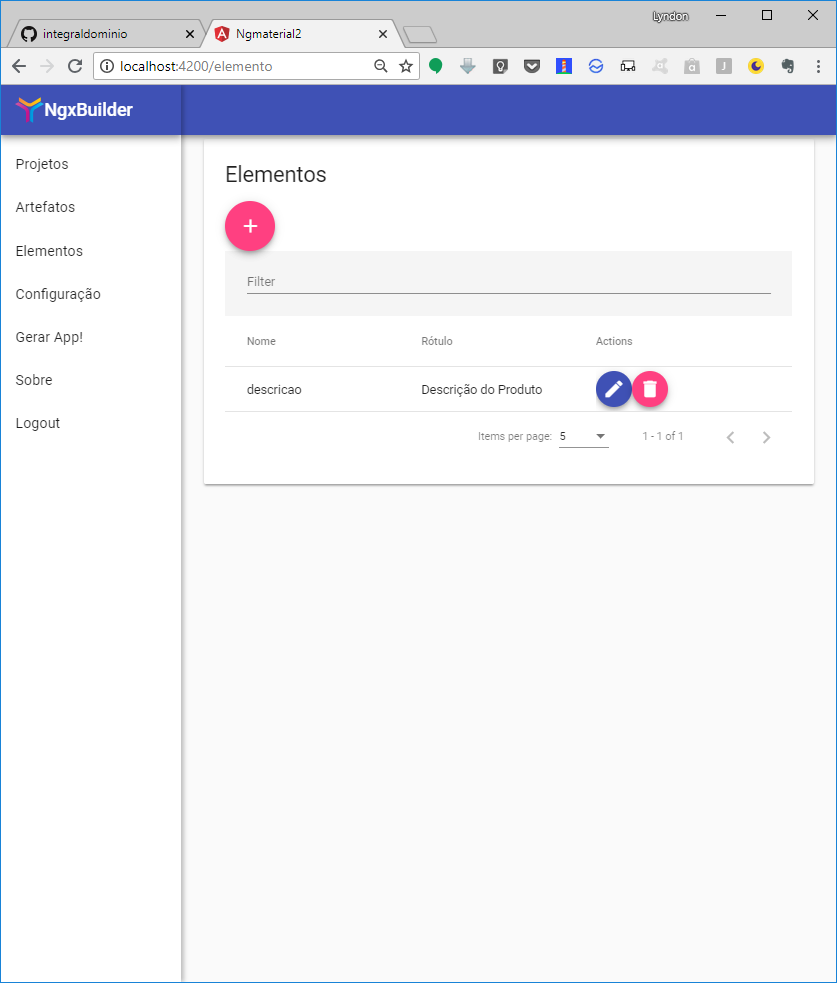 Lyndon
integraldominio
Ngmaterial2
localhost:4200/elemento
NgxBuilder
Projetos
Artefatos
Elementos
Configuração
Gerar App!
Sobre
Logout
Elementos
+
Filter
Nome Rótulo Actions
descricao Descrição do Produto
Items per page: 5 1 - 1 of 1